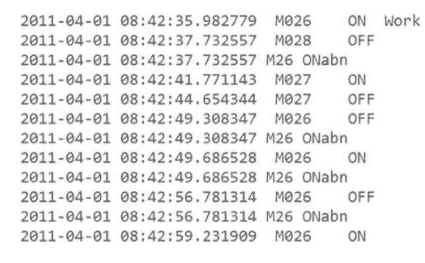 2011-04-01 08:42:35.982779 M026 ON Work
2011-04-01 08:42:37.732557 M028 OFF
2011-04-01 08:42:37.732557 M26 ONabn
2011-04-01 08:42:41.771143 M027 ON
2011-04-01 08:42:44.654344 M027 OFF
2011-04-01 08:42:49.308347 M026 OFF
2011-04-01 08:42:49.308347 M26 ONabn
2011-04-01 08:42:49.686528 M026 ON
2011-04-01 08:42:49.686528 M26 ONabn
2011-04-01 08:42:56.781314 M026 OFF
2011-04-01 08:42:56.781314 M26 ONabn
2011-04-01 08:42:59.231909 M026 ON